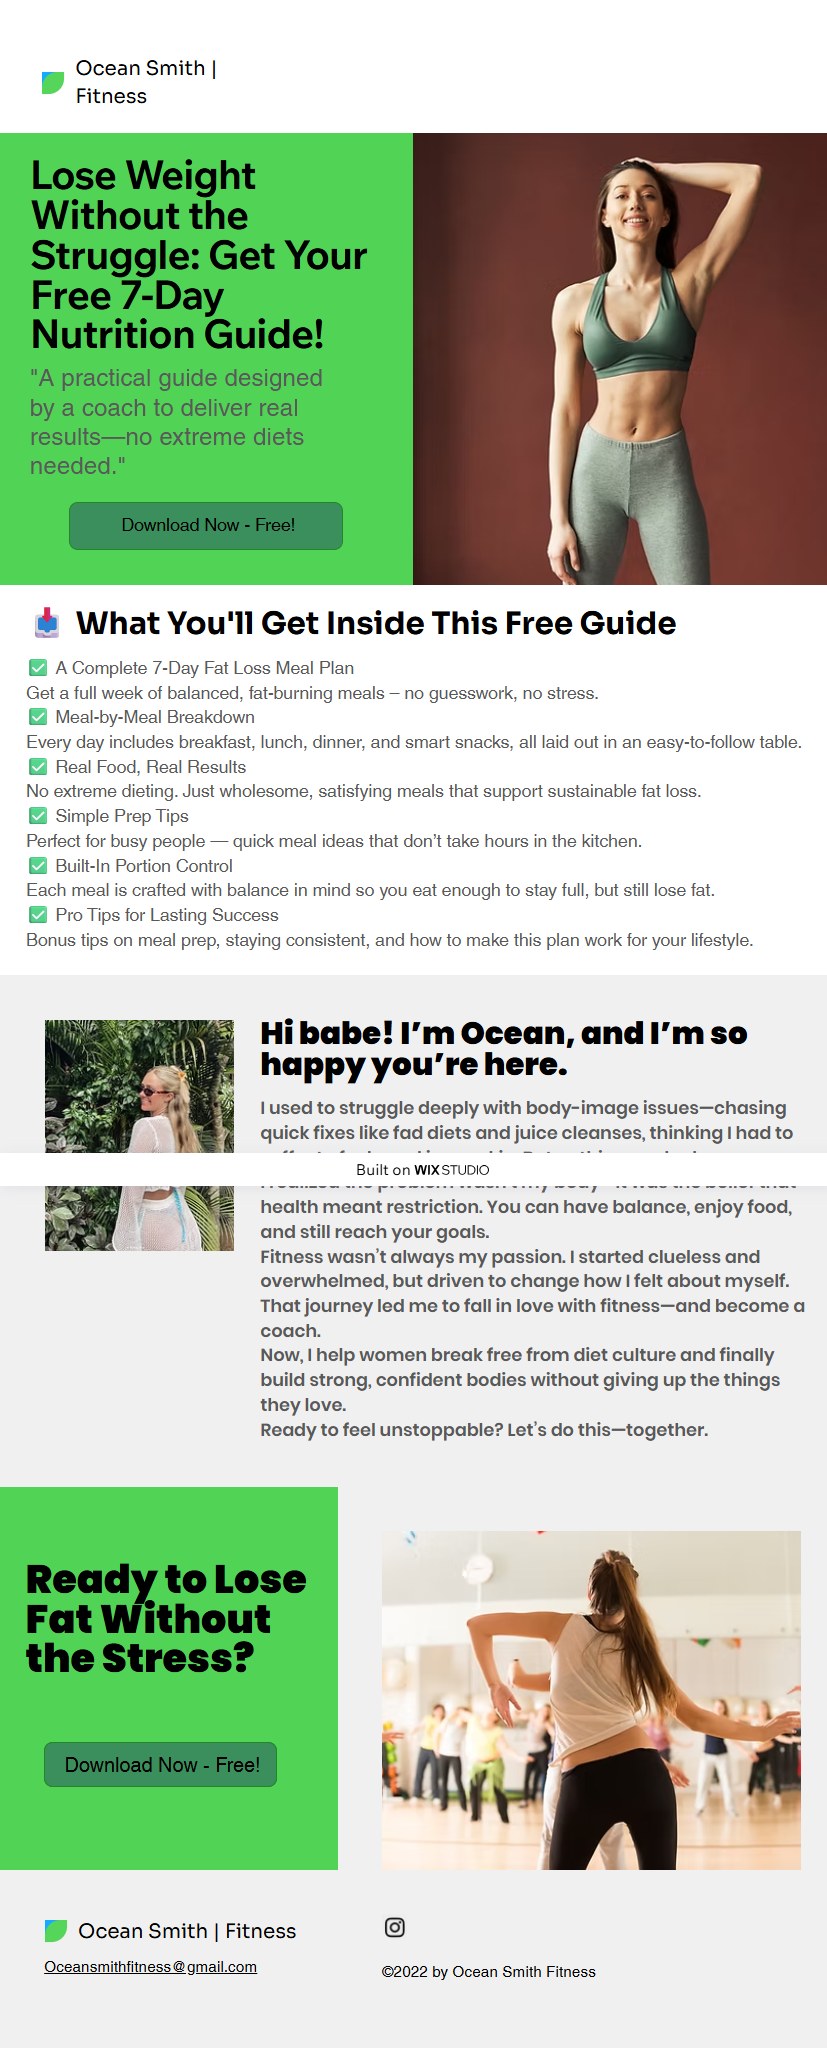 Ocean Smith |
Fitness
Lose Weight
Without the
Struggle: Get Your
Free 7-Day
Nutrition Guide!
"A practical guide designed
by a coach to deliver real
results—no extreme diets
needed."
Download Now - Free!
📥 What You'll Get Inside This Free Guide
✅ A Complete 7-Day Fat Loss Meal Plan
Get a full week of balanced, fat-burning meals – no guesswork, no stress.
✅ Meal-by-Meal Breakdown
Every day includes breakfast, lunch, dinner, and smart snacks, all laid out in an easy-to-follow table.
✅ Real Food, Real Results
No extreme dieting. Just wholesome, satisfying meals that support sustainable fat loss.
✅ Simple Prep Tips
Perfect for busy people — quick meal ideas that don’t take hours in the kitchen.
✅ Built-In Portion Control
Each meal is crafted with balance in mind so you eat enough to stay full, but still lose fat.
✅ Pro Tips for Lasting Success
Bonus tips on meal prep, staying consistent, and how to make this plan work for your lifestyle.
Hi babe! I’m Ocean, and I’m so
happy you’re here.
I used to struggle deeply with body-image issues—chasing
quick fixes like fad diets and juice cleanses, thinking I had to
Built on WIX STUDIO
I realized the problem wasn't my body—it was the belief that
health meant restriction. You can have balance, enjoy food,
and still reach your goals.
Fitness wasn’t always my passion. I started clueless and
overwhelmed, but driven to change how I felt about myself.
That journey led me to fall in love with fitness—and become a
coach.
Now, I help women break free from diet culture and finally
build strong, confident bodies without giving up the things
they love.
Ready to feel unstoppable? Let’s do this—together.
Ready to Lose
Fat Without
the Stress?
Download Now - Free!
Ocean Smith | Fitness
Oceansmithfitness@gmail.com
©2022 by Ocean Smith Fitness